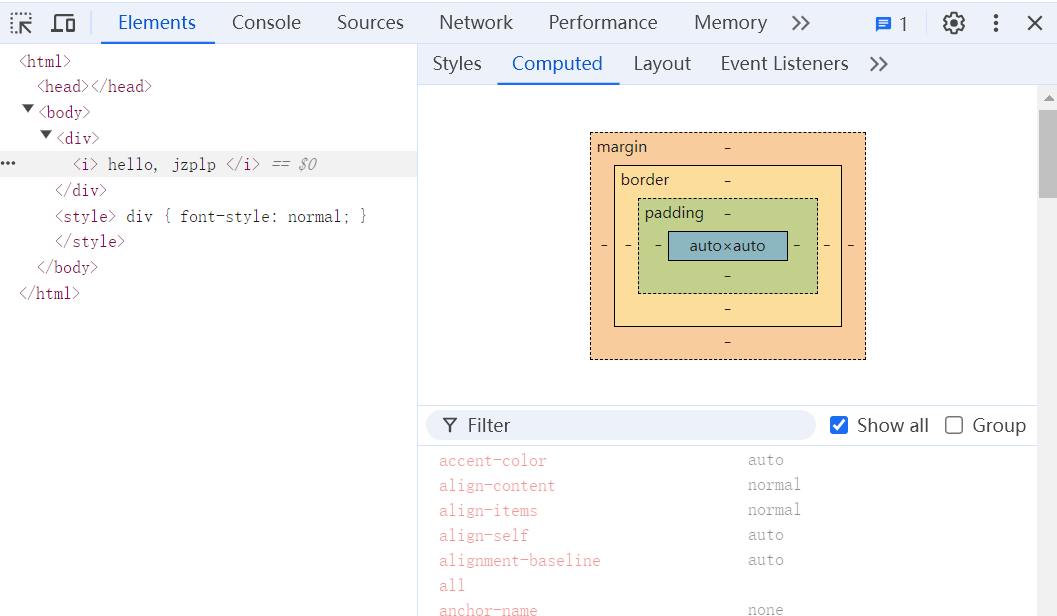 Elements Console Sources Network Performance Memory 1
<html>
<head></head>
<body>
<div>
<i> hello, jzplp </i> == $0
</div>
<style> div { font-style: normal; }
</style>
</body>
</html>
Styles Computed Layout Event Listeners
margin -
border -
padding -
- - - auto×auto - - -
-
-
-
Filter Show all Group
accent-color auto
align-content normal
align-items normal
align-self auto
alignment-baseline auto
all
anchor-name none